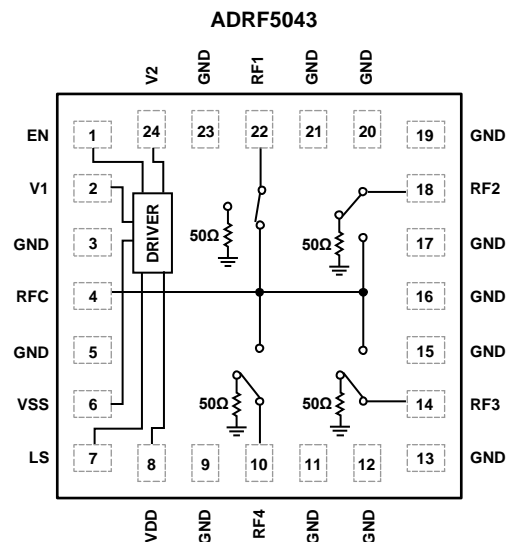 ADRF5043
V2
GND
RF1
GND
GND
24
23
22
21
20
EN
1
19
GND
V1
2
18
RF2
GND
3
DRIVER
50Ω
50Ω
17
GND
RFC
4
16
GND
GND
5
15
GND
VSS
6
50Ω
50Ω
14
RF3
LS
7
8
9
10
11
12
13
GND
VDD
GND
RF4
GND
GND